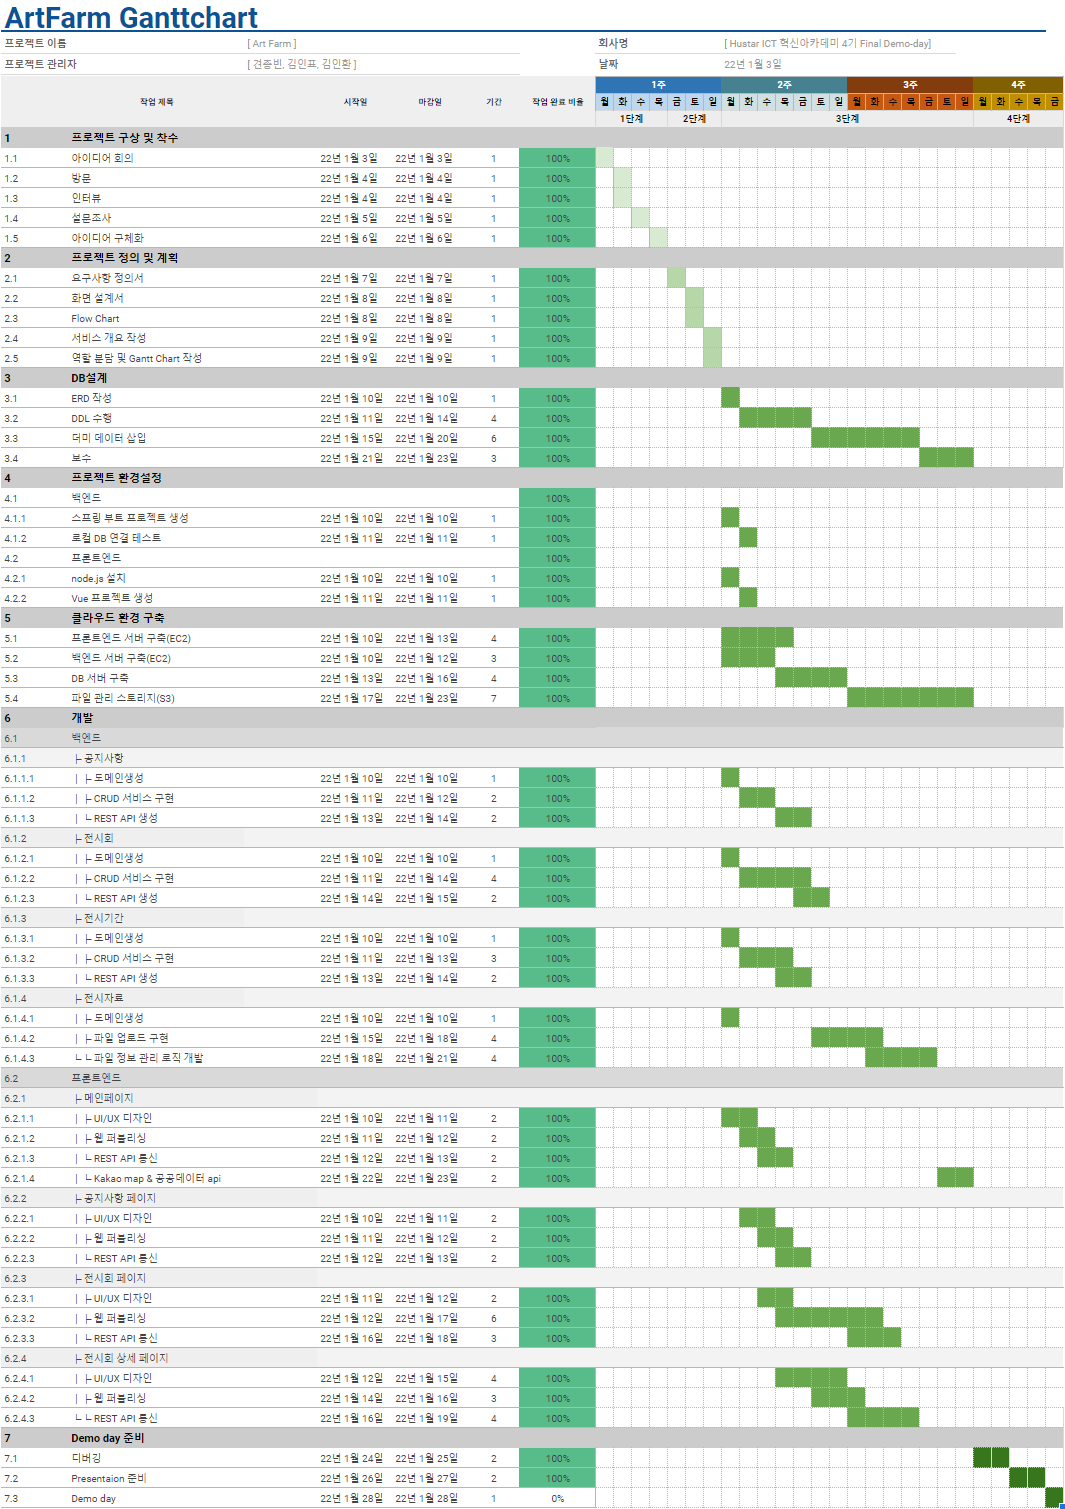 ArtFarm Ganttchart
프로젝트 이름 [ Art Farm ] 회사명 [ Hustar ICT 혁신아카데미 4기 Final Demo-day]
프로젝트 관리자 [ 견종빈, 김인표, 김인환 ] 날짜 22년 1월 3일
1주 2주 3주 4주
작업 제목 시작일 마감일 기간 작업 완료 비율 월 화 수 목 금 토 일 월 화 수 목 금 토 일 월 화 수 목 금 토 일 월 화 수 목 금
1단계 2단계 3단계 4단계
1 프로젝트 구상 및 착수
1.1 아이디어 회의 22년 1월 3일 22년 1월 3일 1 100%
1.2 방문 22년 1월 4일 22년 1월 4일 1 100%
1.3 인터뷰 22년 1월 4일 22년 1월 4일 1 100%
1.4 설문조사 22년 1월 5일 22년 1월 5일 1 100%
1.5 아이디어 구체화 22년 1월 6일 22년 1월 6일 1 100%
2 프로젝트 정의 및 계획
2.1 요구사항 정의서 22년 1월 7일 22년 1월 7일 1 100%
2.2 화면 설계서 22년 1월 8일 22년 1월 8일 1 100%
2.3 Flow Chart 22년 1월 8일 22년 1월 8일 1 100%
2.4 서비스 개요 작성 22년 1월 9일 22년 1월 9일 1 100%
2.5 역할 분담 및 Gantt Chart 작성 22년 1월 9일 22년 1월 9일 1 100%
3 DB설계
3.1 ERD 작성 22년 1월 10일 22년 1월 10일 1 100%
3.2 DDL 수행 22년 1월 11일 22년 1월 14일 4 100%
3.3 더미 데이터 삽입 22년 1월 15일 22년 1월 20일 6 100%
3.4 보수 22년 1월 21일 22년 1월 23일 3 100%
4 프로젝트 환경설정
4.1 백엔드 100%
4.1.1 스프링 부트 프로젝트 생성 22년 1월 10일 22년 1월 10일 1 100%
4.1.2 로컬 DB 연결 테스트 22년 1월 11일 22년 1월 11일 1 100%
4.2 프론트엔드 100%
4.2.1 node.js 설치 22년 1월 10일 22년 1월 10일 1 100%
4.2.2 Vue 프로젝트 생성 22년 1월 11일 22년 1월 11일 1 100%
5 클라우드 환경 구축
5.1 프론트엔드 서버 구축(EC2) 22년 1월 10일 22년 1월 13일 4 100%
5.2 백엔드 서버 구축(EC2) 22년 1월 10일 22년 1월 12일 3 100%
5.3 DB 서버 구축 22년 1월 13일 22년 1월 16일 4 100%
5.4 파일 관리 스토리지(S3) 22년 1월 17일 22년 1월 23일 7 100%
6 개발
6.1 백엔드
6.1.1 ├ 공지사항
6.1.1.1 | ├ 도메인생성 22년 1월 10일 22년 1월 10일 1 100%
6.1.1.2 | ├ CRUD 서비스 구현 22년 1월 11일 22년 1월 12일 2 100%
6.1.1.3 | ┗ REST API 생성 22년 1월 13일 22년 1월 14일 2 100%
6.1.2 ├ 전시회
6.1.2.1 | ├ 도메인생성 22년 1월 10일 22년 1월 10일 1 100%
6.1.2.2 | ├ CRUD 서비스 구현 22년 1월 11일 22년 1월 14일 4 100%
6.1.2.3 | ┗ REST API 생성 22년 1월 14일 22년 1월 15일 2 100%
6.1.3 ├ 전시기간
6.1.3.1 | ├ 도메인생성 22년 1월 10일 22년 1월 10일 1 100%
6.1.3.2 | ├ CRUD 서비스 구현 22년 1월 11일 22년 1월 13일 3 100%
6.1.3.3 | ┗ REST API 생성 22년 1월 13일 22년 1월 14일 2 100%
6.1.4 ├ 전시자료
6.1.4.1 | ├ 도메인생성 22년 1월 10일 22년 1월 10일 1 100%
6.1.4.2 | ├ 파일 업로드 구현 22년 1월 15일 22년 1월 18일 4 100%
6.1.4.3 ┗ ┗ 파일 정보 관리 로직 개발 22년 1월 18일 22년 1월 21일 4 100%
6.2 프론트엔드
6.2.1 ├ 메인페이지
6.2.1.1 | ├ UI/UX 디자인 22년 1월 10일 22년 1월 11일 2 100%
6.2.1.2 | ├ 웹 퍼블리싱 22년 1월 11일 22년 1월 12일 2 100%
6.2.1.3 | ┗ REST API 통신 22년 1월 12일 22년 1월 13일 2 100%
6.2.1.4 | ┗ Kakao map & 공공데이터 api 22년 1월 22일 22년 1월 23일 2 100%
6.2.2 ├ 공지사항 페이지
6.2.2.1 | ├ UI/UX 디자인 22년 1월 10일 22년 1월 11일 2 100%
6.2.2.2 | ├ 웹 퍼블리싱 22년 1월 11일 22년 1월 12일 2 100%
6.2.2.3 | ┗ REST API 통신 22년 1월 12일 22년 1월 13일 2 100%
6.2.3 ├ 전시회 페이지
6.2.3.1 | ├ UI/UX 디자인 22년 1월 11일 22년 1월 12일 2 100%
6.2.3.2 | ├ 웹 퍼블리싱 22년 1월 12일 22년 1월 17일 6 100%
6.2.3.3 | ┗ REST API 통신 22년 1월 16일 22년 1월 18일 3 100%
6.2.4 ├ 전시회 상세 페이지
6.2.4.1 | ├ UI/UX 디자인 22년 1월 12일 22년 1월 15일 4 100%
6.2.4.2 | ├ 웹 퍼블리싱 22년 1월 14일 22년 1월 16일 3 100%
6.2.4.3 ┗ ┗ REST API 통신 22년 1월 16일 22년 1월 19일 4 100%
7 Demo day 준비
7.1 디버깅 22년 1월 24일 22년 1월 25일 2 100%
7.2 Presentaion 준비 22년 1월 26일 22년 1월 27일 2 100%
7.3 Demo day 22년 1월 28일 22년 1월 28일 1 0%